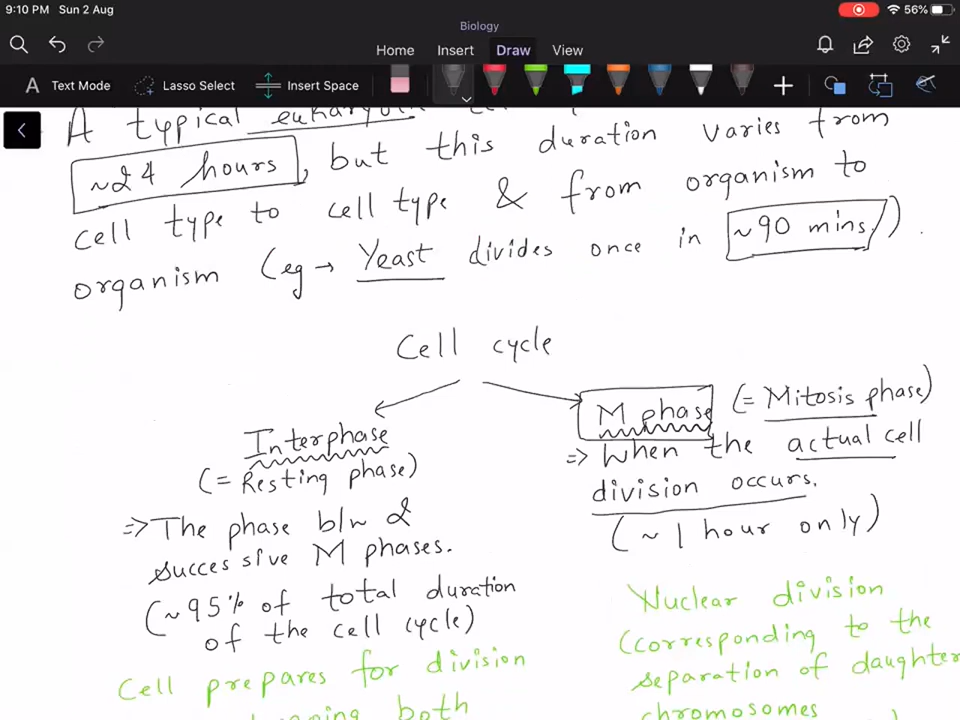 9:10 PM Sun 2 Aug
56%
Biology
Home Insert Draw View
Text Mode Lasso Select Insert Space
A typical eukaryotic
~24 hours, but this duration varies from
cell type to cell type & from organism to
organism (eg → Yeast divides once in ~90 mins.)
Cell cycle
Interphase
(= Resting phase)
⇒ The phase b/w 2
successive M phases.
(~95% of total duration
of the cell cycle)
Cell prepares for division
both
M phase (= Mitosis phase)
⇒ When the actual cell
division occurs.
(~ 1 hour only)
Nuclear division
(corresponding to the
separation of daughter
chromosomes